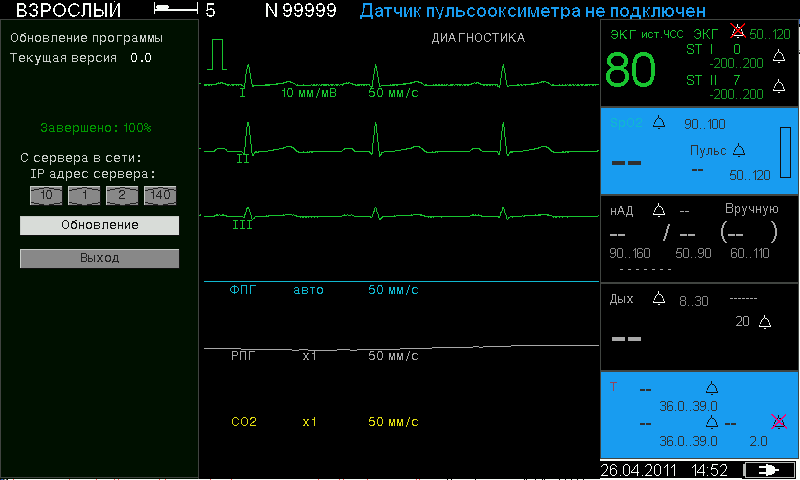 ВЗРОСЛЫЙ 5 N 99999 Датчик пульсооксиметра не подключен
Обновление программы
Текущая версия 0.0
Завершено: 100%
С сервера в сети:
IP адрес сервера:
10 1 2 140
Обновление
Выход
ДИАГНОСТИКА
I 10 мм/мВ 50 мм/с
II
III
ФПГ авто 50 мм/с
РПГ x1 50 мм/с
CO2 x1 50 мм/с
ЭКГ ист.ЧСС ЭКГ 50..120
80
ST I 0
-200..200
ST II 7
-200..200
SpO2 90..100
Пульс
-- --
50..120
нАД -- Вручную
-- / -- (--)
90..160 50..90 60..110
-------
Дых 8..30 -------
20
--
T --
36.0..39.0
-- --
36.0..39.0 2.0
26.04.2011 14:52